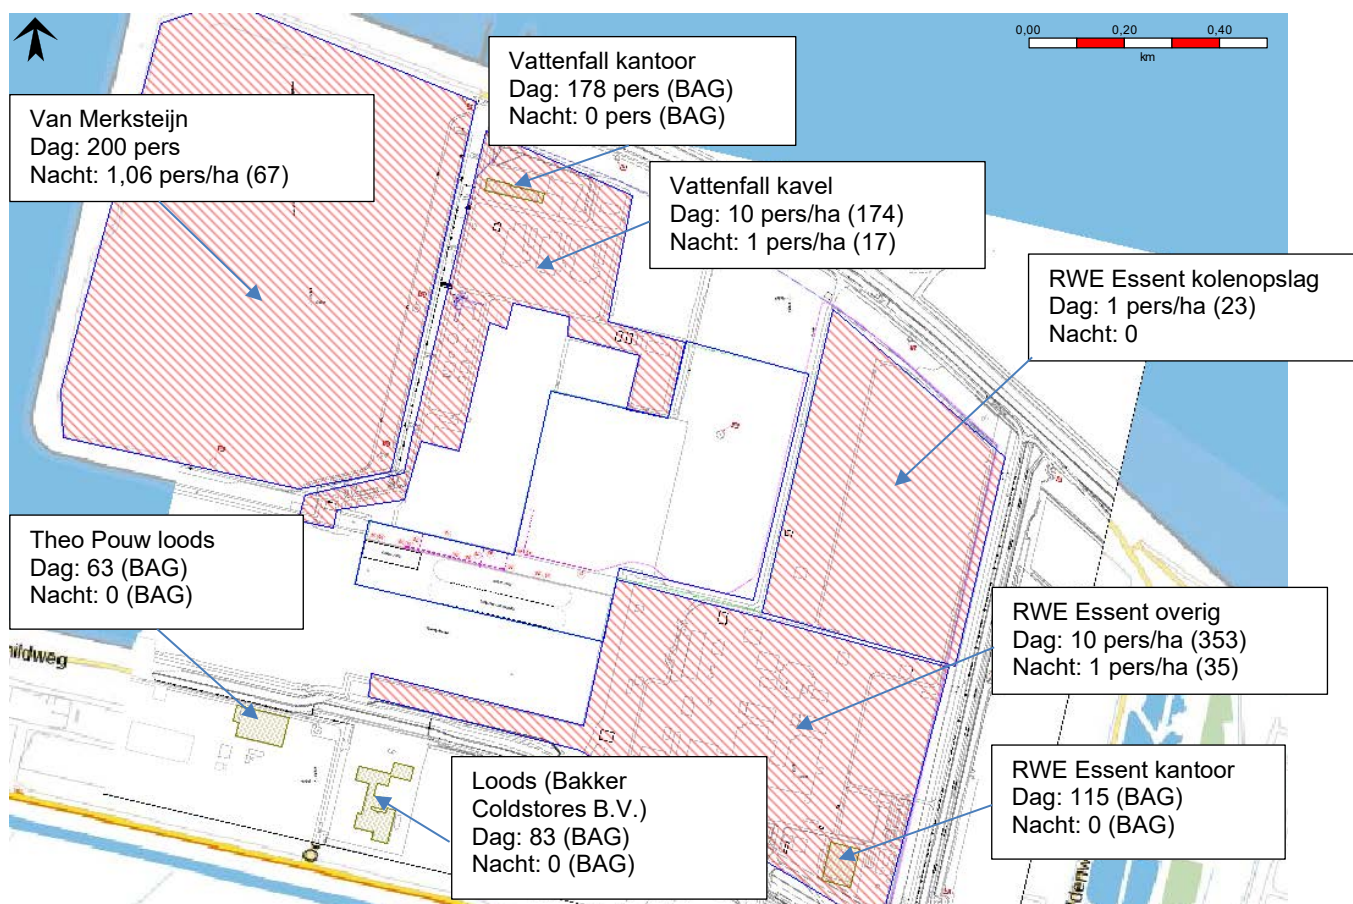 0,00
0,20
0,40
km
Vattenfall kantoor
Dag: 178 pers (BAG)
Nacht: 0 pers (BAG)
Van Merksteijn
Dag: 200 pers
Nacht: 1,06 pers/ha (67)
Vattenfall kavel
Dag: 10 pers/ha (174)
Nacht: 1 pers/ha (17)
RWE Essent kolenopslag
Dag: 1 pers/ha (23)
Nacht: 0
Theo Pouw loods
Dag: 63 (BAG)
Nacht: 0 (BAG)
RWE Essent overig
Dag: 10 pers/ha (353)
Nacht: 1 pers/ha (35)
Loods (Bakker
Coldstores B.V.)
Dag: 83 (BAG)
Nacht: 0 (BAG)
RWE Essent kantoor
Dag: 115 (BAG)
Nacht: 0 (BAG)